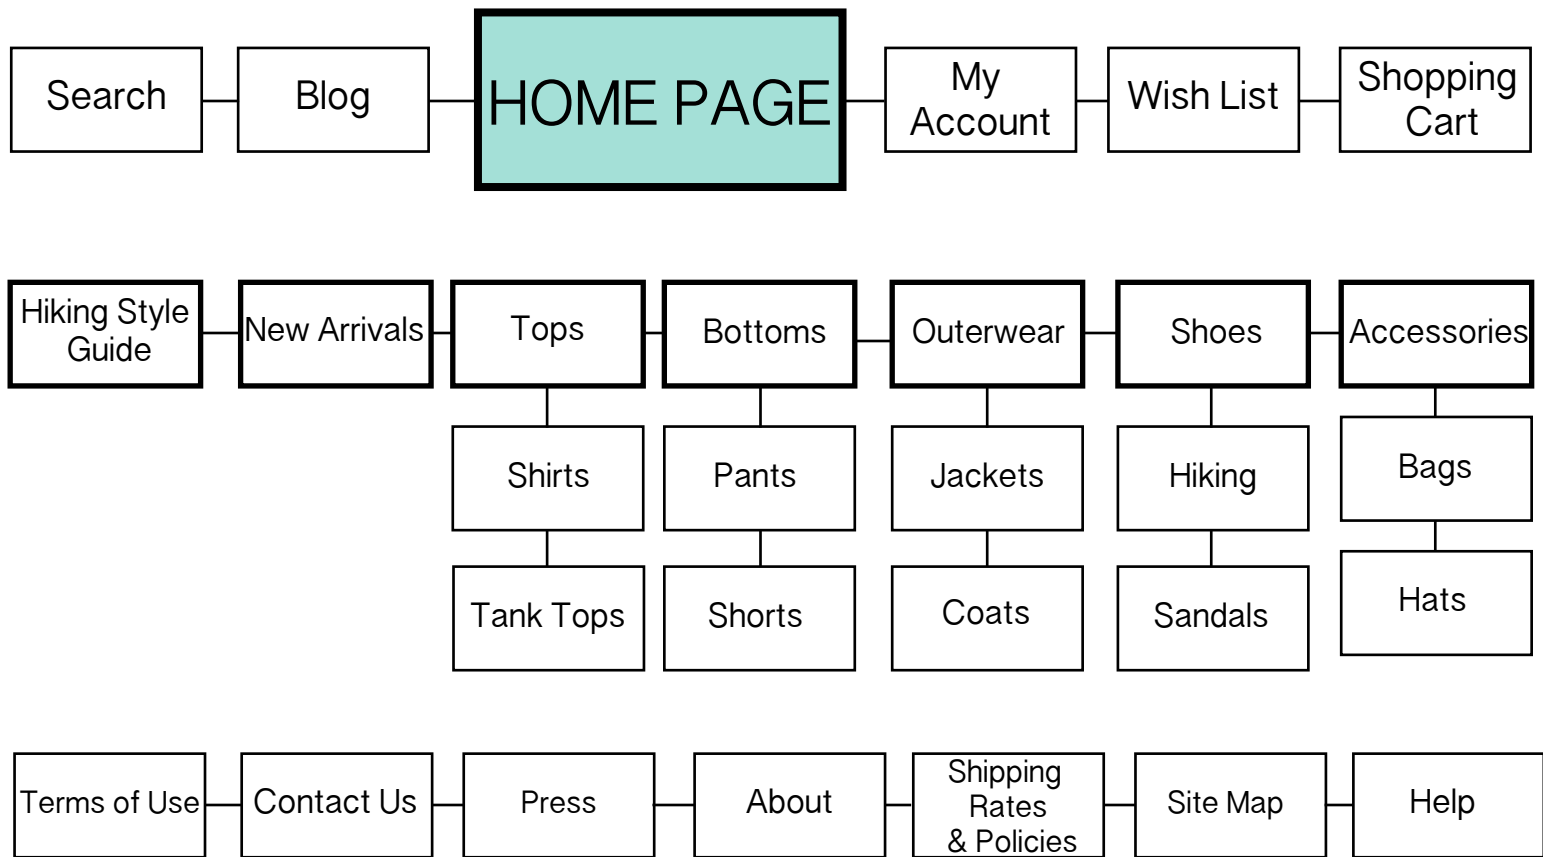 Search
Blog
HOME PAGE
My
Account
Wish List
Shopping
Cart
Hiking Style
Guide
New Arrivals
Tops
Bottoms
Outerwear
Shoes
Accessories
Shirts
Pants
Jackets
Hiking
Bags
Tank Tops
Shorts
Coats
Sandals
Hats
Terms of Use
Contact Us
Press
About
Shipping
Rates
& Policies
Site Map
Help